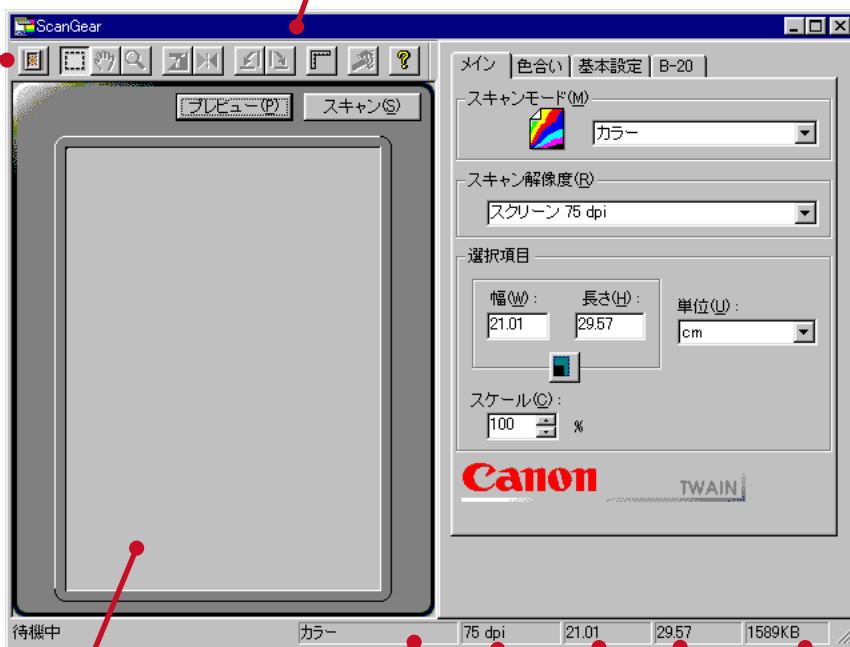 ScanGear
プレビュー(P) スキャン(S)
メイン 色合い 基本設定 B-20
スキャンモード(M)
カラー
スキャン解像度(R)
スクリーン 75 dpi
選択項目
幅(W) : 長さ(H) : 単位(U) :
21.01 29.57 cm
スケール(C) :
100 %
Canon TWAIN
待機中 カラー 75 dpi 21.01 29.57 1589KB